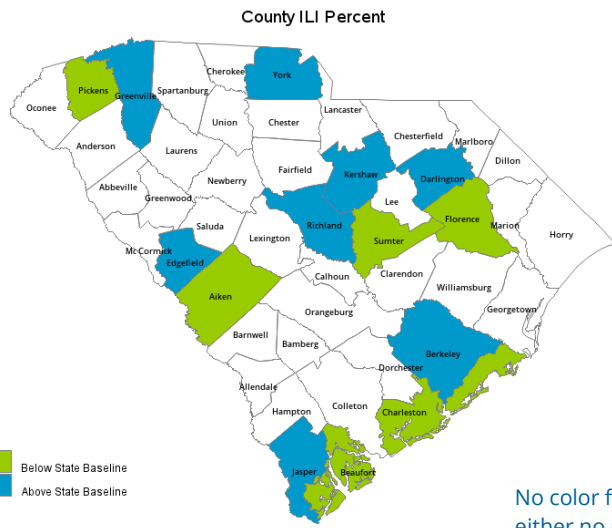 County ILI Percent
Cherokee
York
Pickens
Greenville
Spartanburg
Oconee
Union
Chester
Lancaster
Chesterfield
Marlboro
Dillon
Anderson
Laurens
Fairfield
Kershaw
Darlington
Abbeville
Greenwood
Newberry
Lee
Florence
Marion
Horry
Saluda
Richland
Sumter
Mc Cormick
Edgefield
Lexington
Calhoun
Clarendon
Williamsburg
Aiken
Orangeburg
Georgetown
Barnwell
Bamberg
Berkeley
Dorchester
Allendale
Hampton
Colleton
Charleston
Jasper
Beaufort
Below State Baseline
Above State Baseline
No color f
either no